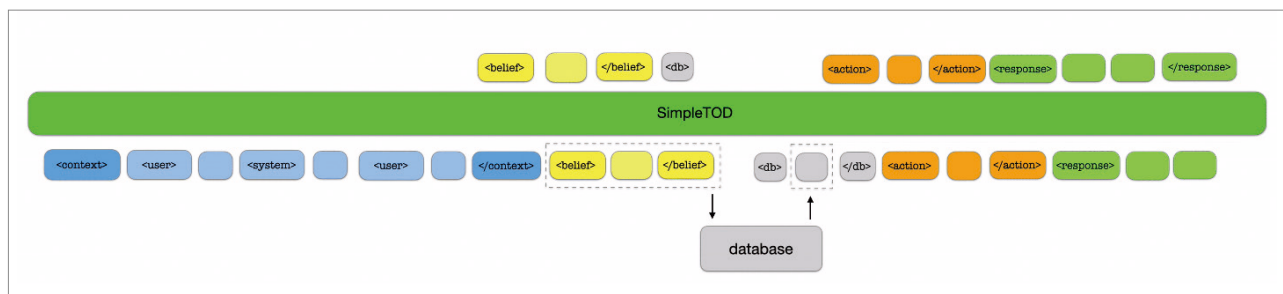 <belief> </belief> <db> <action> </action> <response> </response>
SimpleTOD
<context> <user> <system> <user> </context> <belief> </belief> <db> </db> <action> </action> <response>
database